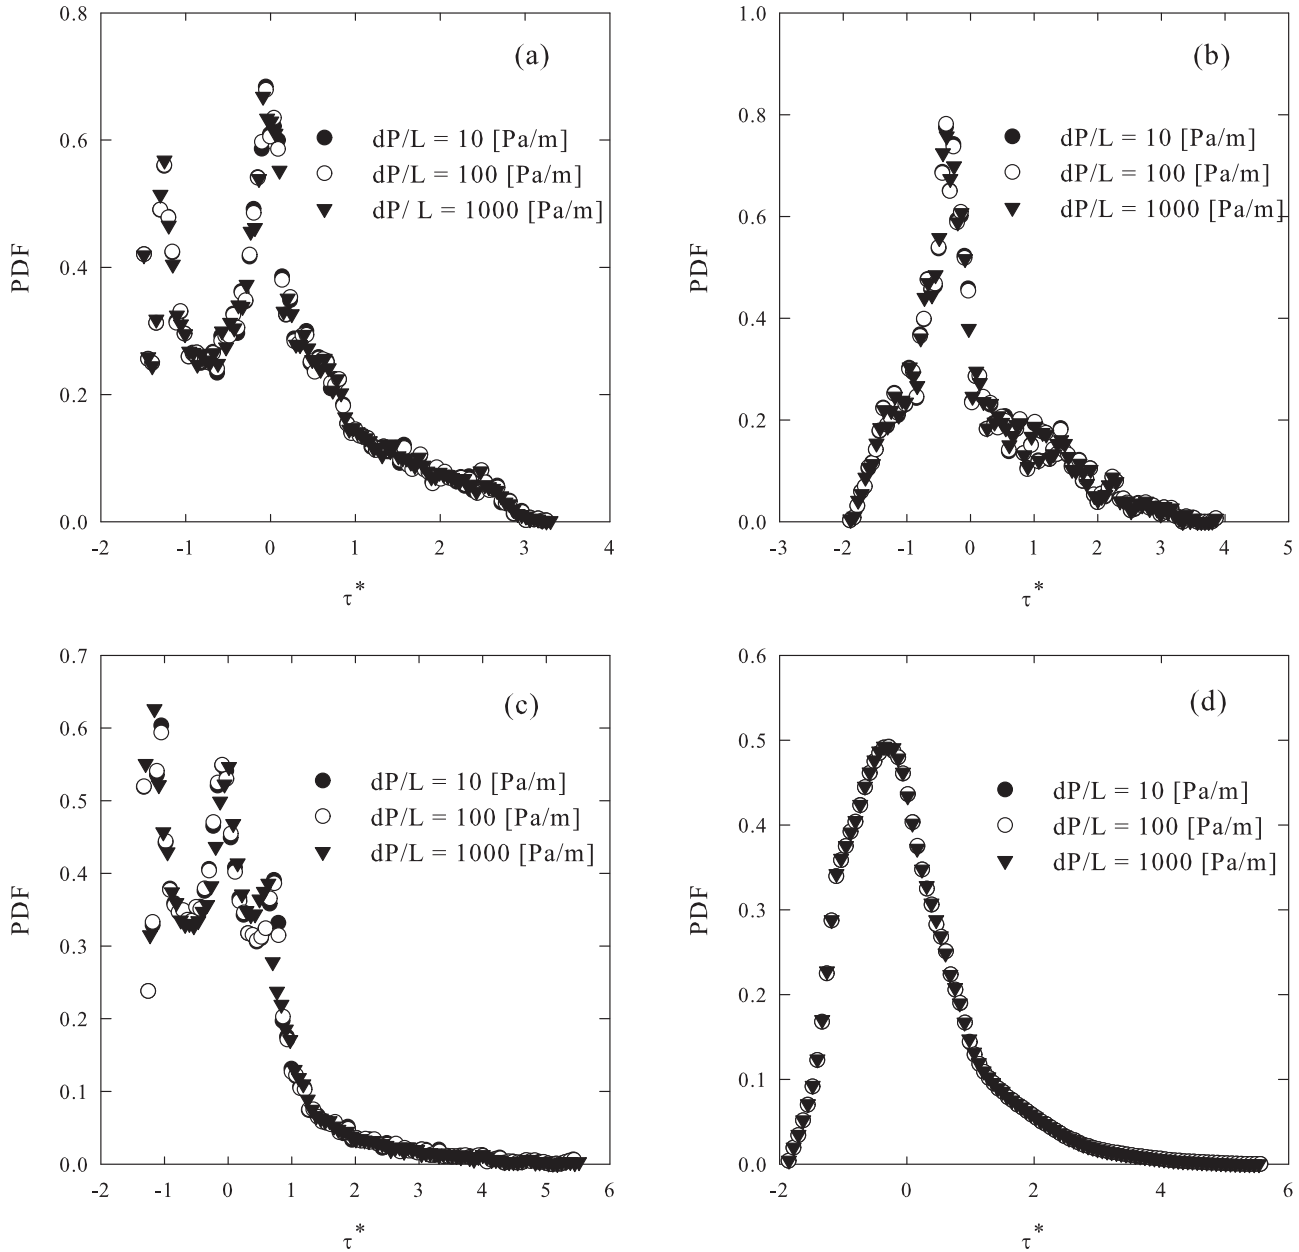 (a)
dP/L = 10 [Pa/m]
dP/L = 100 [Pa/m]
dP/ L = 1000 [Pa/m]
PDF
0.8
0.6
0.4
0.2
0.0
-2 -1 0 1 2 3 4
τ*
(b)
dP/L = 10 [Pa/m]
dP/L = 100 [Pa/m]
dP/L = 1000 [Pa/m]
PDF
1.0
0.8
0.6
0.4
0.2
0.0
-3 -2 -1 0 1 2 3 4 5
τ*
(c)
dP/L = 10 [Pa/m]
dP/L = 100 [Pa/m]
dP/L = 1000 [Pa/m]
PDF
0.7
0.6
0.5
0.4
0.3
0.2
0.1
0.0
-2 -1 0 1 2 3 4 5 6
τ*
(d)
dP/L = 10 [Pa/m]
dP/L = 100 [Pa/m]
dP/L = 1000 [Pa/m]
PDF
0.6
0.5
0.4
0.3
0.2
0.1
0.0
-2 0 2 4 6
τ*